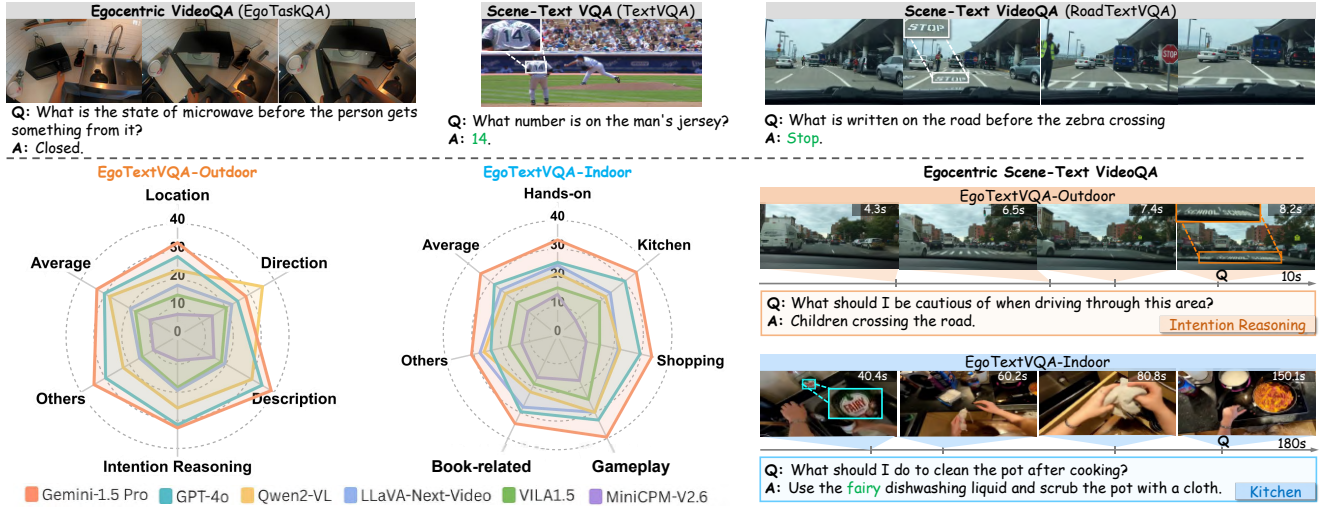 Egocentric VideoQA (EgoTaskQA)
Q: What is the state of microwave before the person gets
something from it?
A: Closed.
Scene-Text VQA (TextVQA)
14
14
Q: What number is on the man's jersey?
A: 14.
Scene-Text VideoQA (RoadTextVQA)
STOP
STOP
STOP
Q: What is written on the road before the zebra crossing
A: Stop.
EgoTextVQA-Outdoor
Location
40
30
20
10
0
Average
Direction
Others
Description
Intention Reasoning
EgoTextVQA-Indoor
Hands-on
40
30
20
10
0
Average
Kitchen
Others
Shopping
Book-related
Gameplay
Gemini-1.5 Pro
GPT-4o
Qwen2-VL
LLaVA-Next-Video
VILA1.5
MiniCPM-V2.6
Egocentric Scene-Text VideoQA
EgoTextVQA-Outdoor
4.3s
6.5s
7.4s
8.2s
Q
10s
Q: What should I be cautious of when driving through this area?
A: Children crossing the road.
Intention Reasoning
EgoTextVQA-Indoor
40.4s
60.2s
80.8s
150.1s
FAIRY
Q
180s
Q: What should I do to clean the pot after cooking?
A: Use the fairy dishwashing liquid and scrub the pot with a cloth.
Kitchen